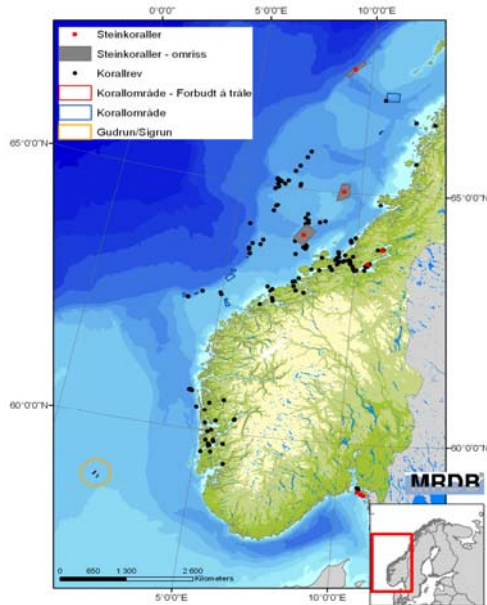 0°0'0"
5°0'0"E
10°0'0"E
Steinkoraller
Steinkoraller - omriss
Korallrev
Korallområde - Forbudt å tråle
Korallområde
Gudrun/Sigrun
65°0'0"N
65°0'0"N
60°0'0"N
60°0'0"N
MRDB
0 650 1 300 2 600
Kilometers
5°0'0"E
10°0'0"E